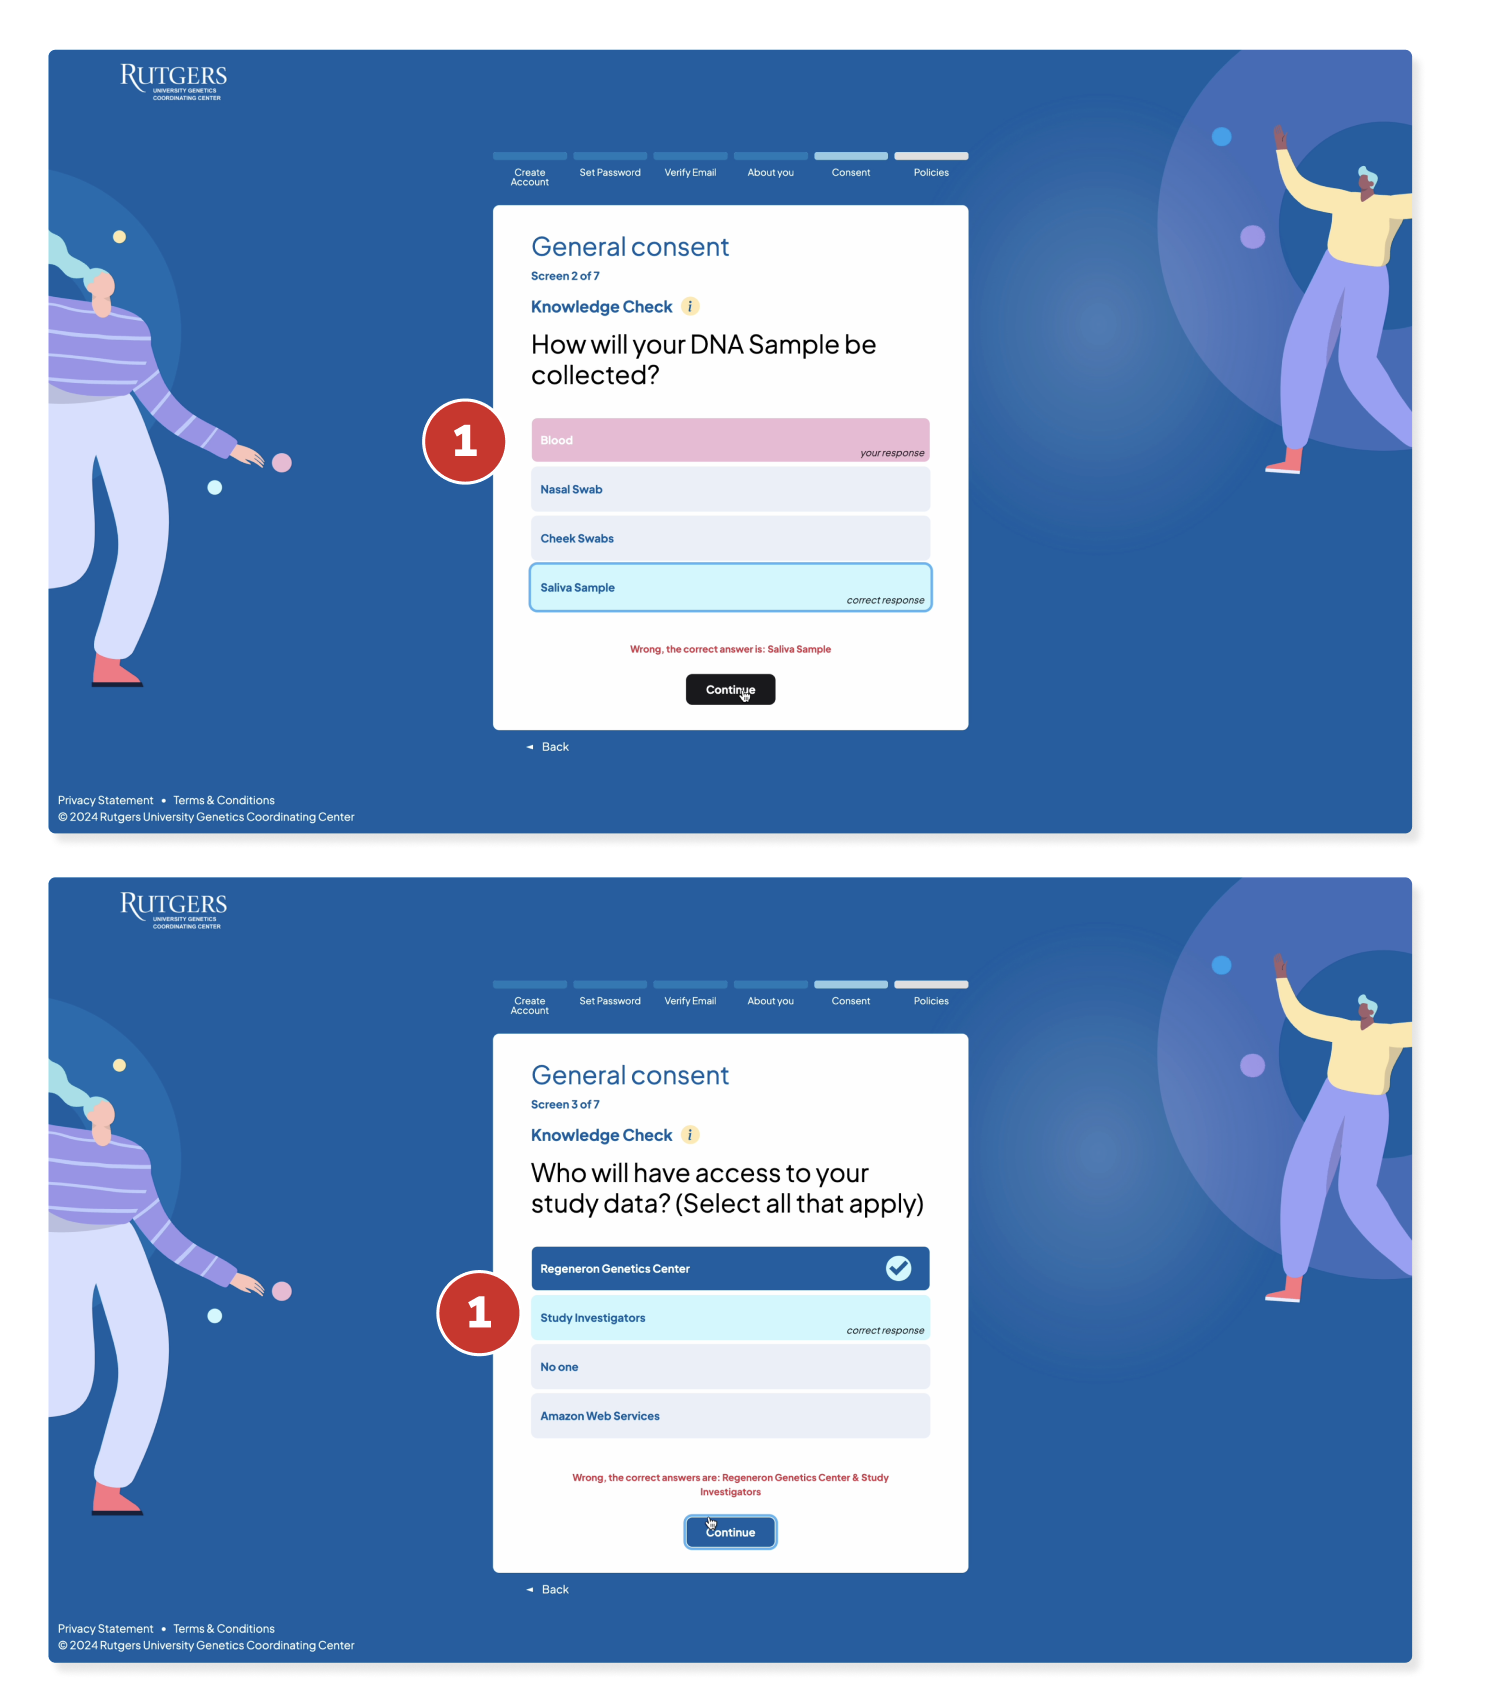 RUTGERS
UNIVERSITY GENETICS
COORDINATING CENTER
Create
Account
Set Password
Verify Email
About you
Consent
Policies
General consent
Screen 2 of 7
Knowledge Check i
How will your DNA Sample be
collected?
1
Blood
your response
Nasal Swab
Cheek Swabs
Saliva Sample
correct response
Wrong, the correct answer is: Saliva Sample
Continue
◄ Back
Privacy Statement • Terms & Conditions
© 2024 Rutgers University Genetics Coordinating Center
RUTGERS
UNIVERSITY GENETICS
COORDINATING CENTER
Create
Account
Set Password
Verify Email
About you
Consent
Policies
General consent
Screen 3 of 7
Knowledge Check i
Who will have access to your
study data? (Select all that apply)
Regeneron Genetics Center
1
Study Investigators
correct response
No one
Amazon Web Services
Wrong, the correct answers are: Regeneron Genetics Center & Study
Investigators
Continue
◄ Back
Privacy Statement • Terms & Conditions
© 2024 Rutgers University Genetics Coordinating Center